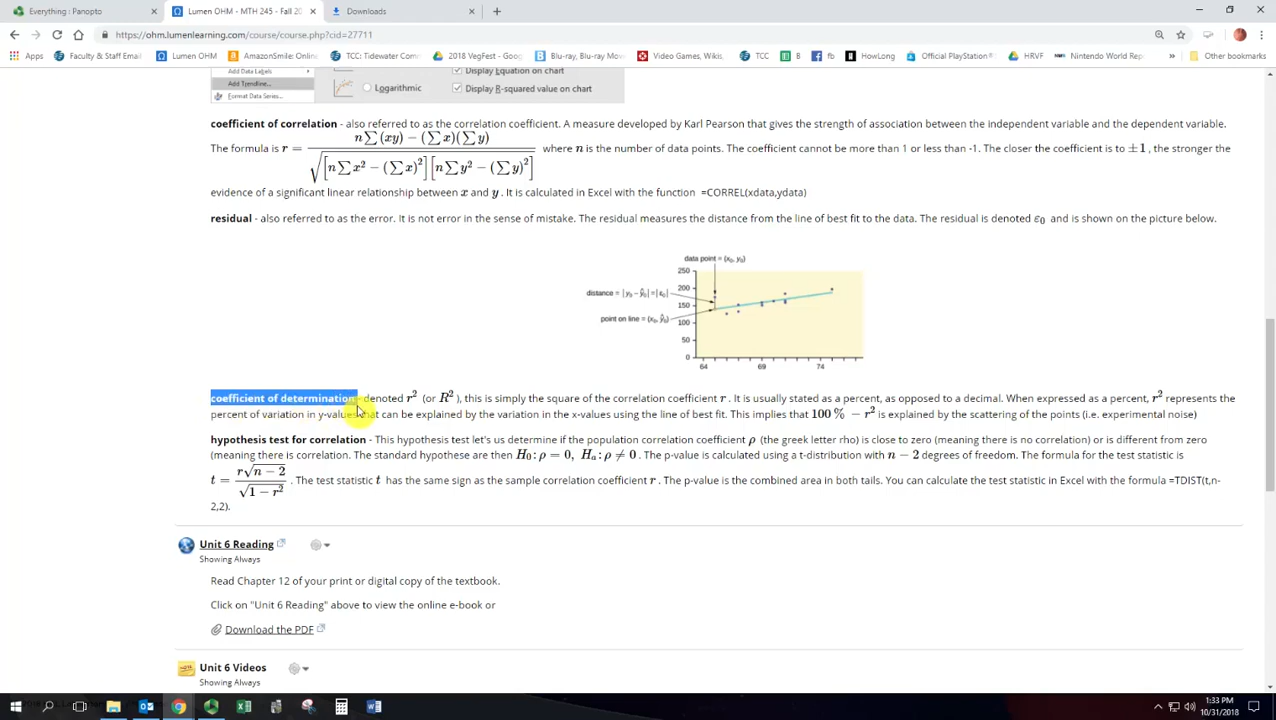 Everything: Panopto
Lumen OHM - MTH 245 - Fall 20
Downloads
https://ohm.lumenlearning.com/course/course.php?cid=27711
Apps
Faculty & Staff Email
AmazonSmile: Online
TCC: Tidewater Comm
2018 VegFest - Goog
Blu-ray, Blu-ray Mov
Video Games, Wikis,
TCC
B
fb
HowLong
Official PlayStation
HRVF
Nintendo World Rep
Other bookmarks
Add Data Labels
Add Trendline...
Format Data Series...
Logarithmic
Display Equation on chart
Display R-squared value on chart
coefficient of correlation - also referred to as the correlation coefficient. A measure developed by Karl Pearson that gives the strength of association between the independent variable and the dependent variable.
The formula is r = n∑(xy) − (∑x)(∑y) / √[n∑x² − (∑x)²][n∑y² − (∑y)²] where n is the number of data points. The coefficient cannot be more than 1 or less than -1. The closer the coefficient is to ±1, the stronger the
evidence of a significant linear relationship between x and y. It is calculated in Excel with the function =CORREL(xdata,ydata)
residual - also referred to as the error. It is not error in the sense of mistake. The residual measures the distance from the line of best fit to the data. The residual is denoted ε₀ and is shown on the picture below.
data point = (x₀, y₀)
250
200
150
100
50
0
distance = |y₀ − ŷ₀| = |ε₀|
point on line = (x₀, ŷ₀)
64 69 74
coefficient of determination - denoted r² (or R²), this is simply the square of the correlation coefficient r. It is usually stated as a percent, as opposed to a decimal. When expressed as a percent, r² represents the
percent of variation in y-values that can be explained by the variation in the x-values using the line of best fit. This implies that 100% − r² is explained by the scattering of the points (i.e. experimental noise)
hypothesis test for correlation - This hypothesis test let's us determine if the population correlation coefficient ρ (the greek letter rho) is close to zero (meaning there is no correlation) or is different from zero
(meaning there is correlation. The standard hypothese are then H₀: ρ = 0, Hₐ: ρ ≠ 0. The p-value is calculated using a t-distribution with n − 2 degrees of freedom. The formula for the test statistic is
t = r√n − 2 / √1 − r². The test statistic t has the same sign as the sample correlation coefficient r. The p-value is the combined area in both tails. You can calculate the test statistic in Excel with the formula =TDIST(t,n-
2,2).
Unit 6 Reading
Showing Always
Read Chapter 12 of your print or digital copy of the textbook.
Click on "Unit 6 Reading" above to view the online e-book or
Download the PDF
Unit 6 Videos
Showing Always
1:33 PM
10/31/2018